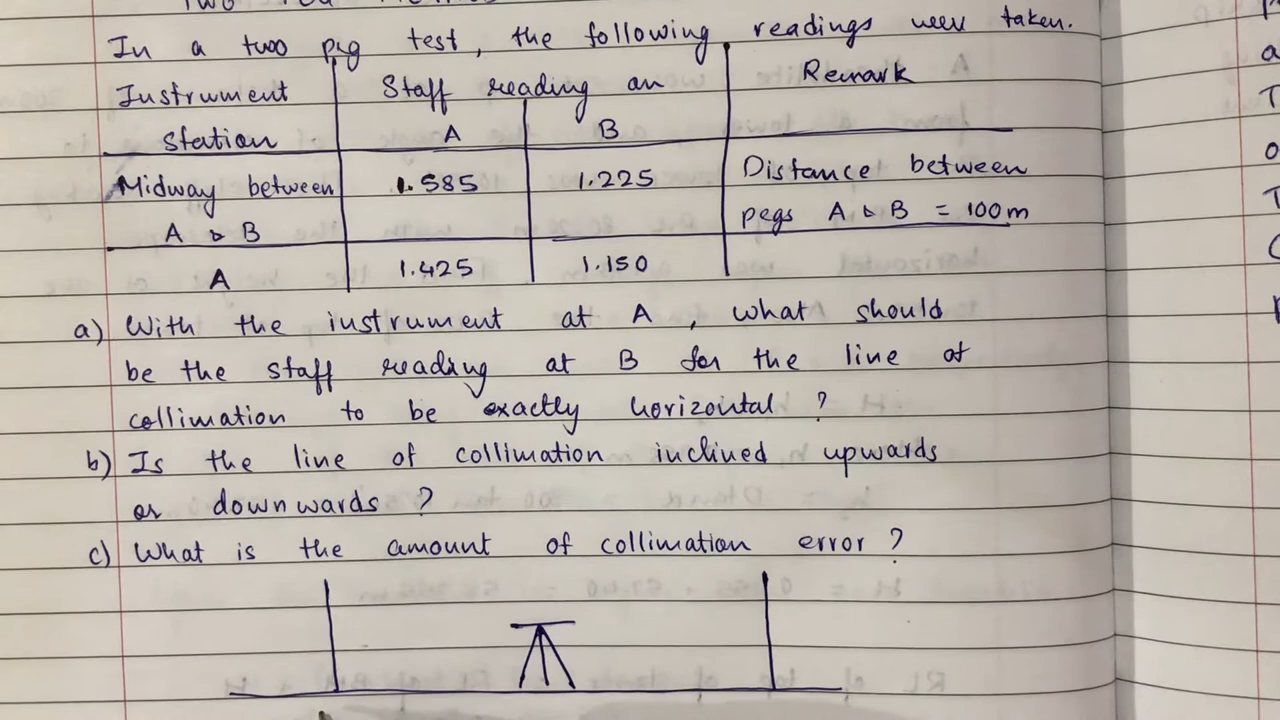 In a two peg test, the following readings were taken.
Instrument station | Staff reading on | Remark
A | B
Midway between A & B | 1.585 | 1.225 | Distance between pegs A & B = 100m
A | 1.425 | 1.150
a) With the instrument at A, what should
be the staff reading at B for the line of
collimation to be exactly horizontal ?
b) Is the line of collimation inclined upwards
or downwards ?
c) What is the amount of collimation error ?